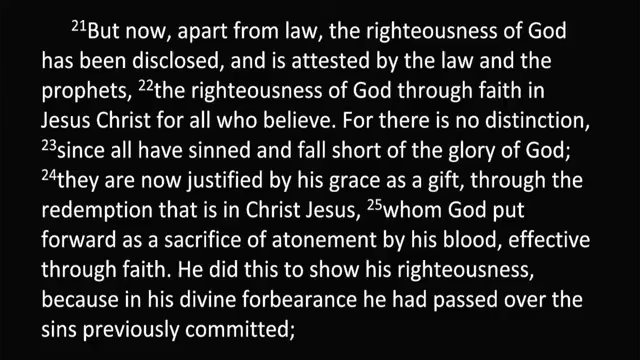 ²¹But now, apart from law, the righteousness of God
has been disclosed, and is attested by the law and the
prophets, ²²the righteousness of God through faith in
Jesus Christ for all who believe. For there is no distinction,
²³since all have sinned and fall short of the glory of God;
²⁴they are now justified by his grace as a gift, through the
redemption that is in Christ Jesus, ²⁵whom God put
forward as a sacrifice of atonement by his blood, effective
through faith. He did this to show his righteousness,
because in his divine forbearance he had passed over the
sins previously committed;